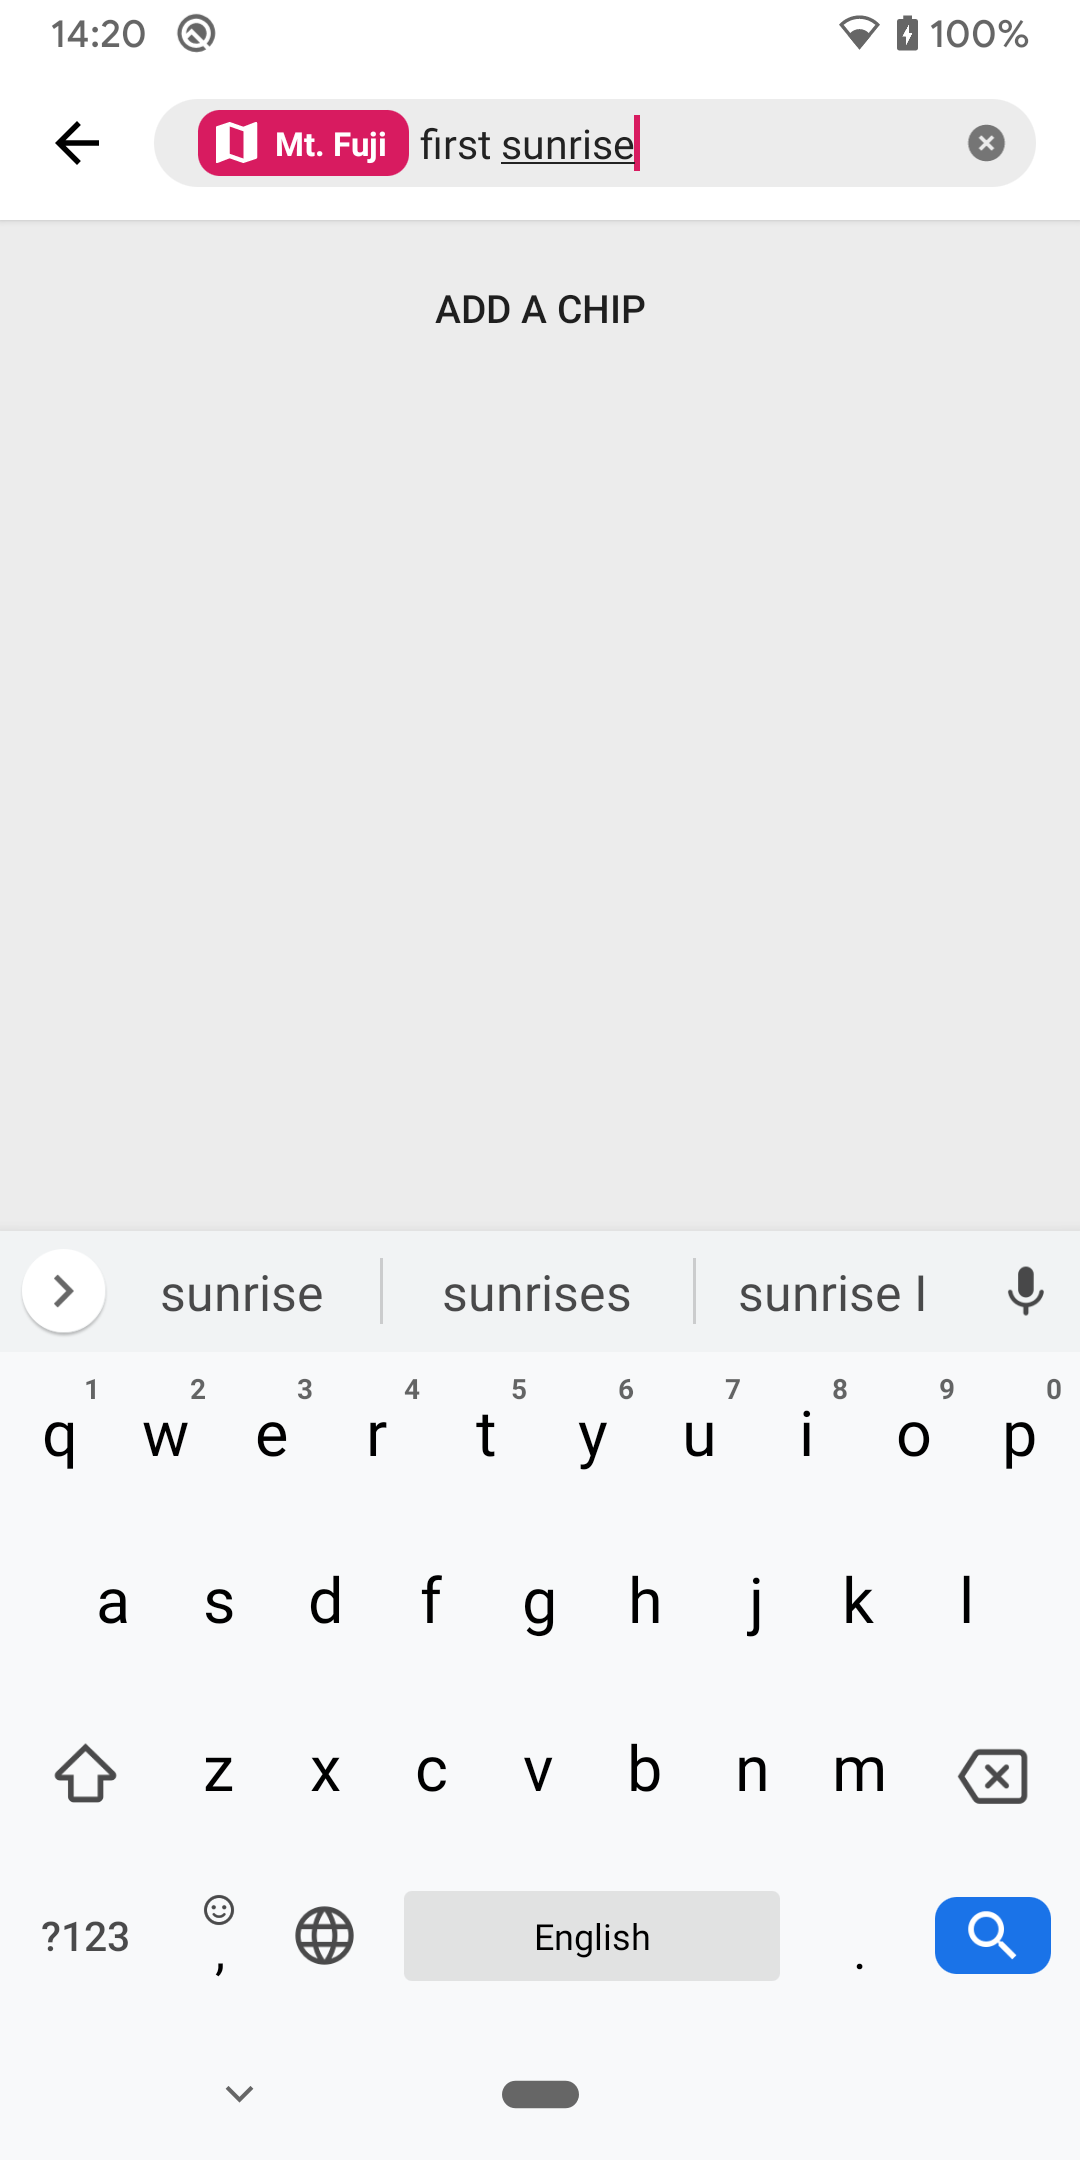 14:20 100%
Mt. Fuji first sunrise
ADD A CHIP
sunrise sunrises sunrise I
1 2 3 4 5 6 7 8 9 0
q w e r t y u i o p
a s d f g h j k l
z x c v b n m
?123 , English .